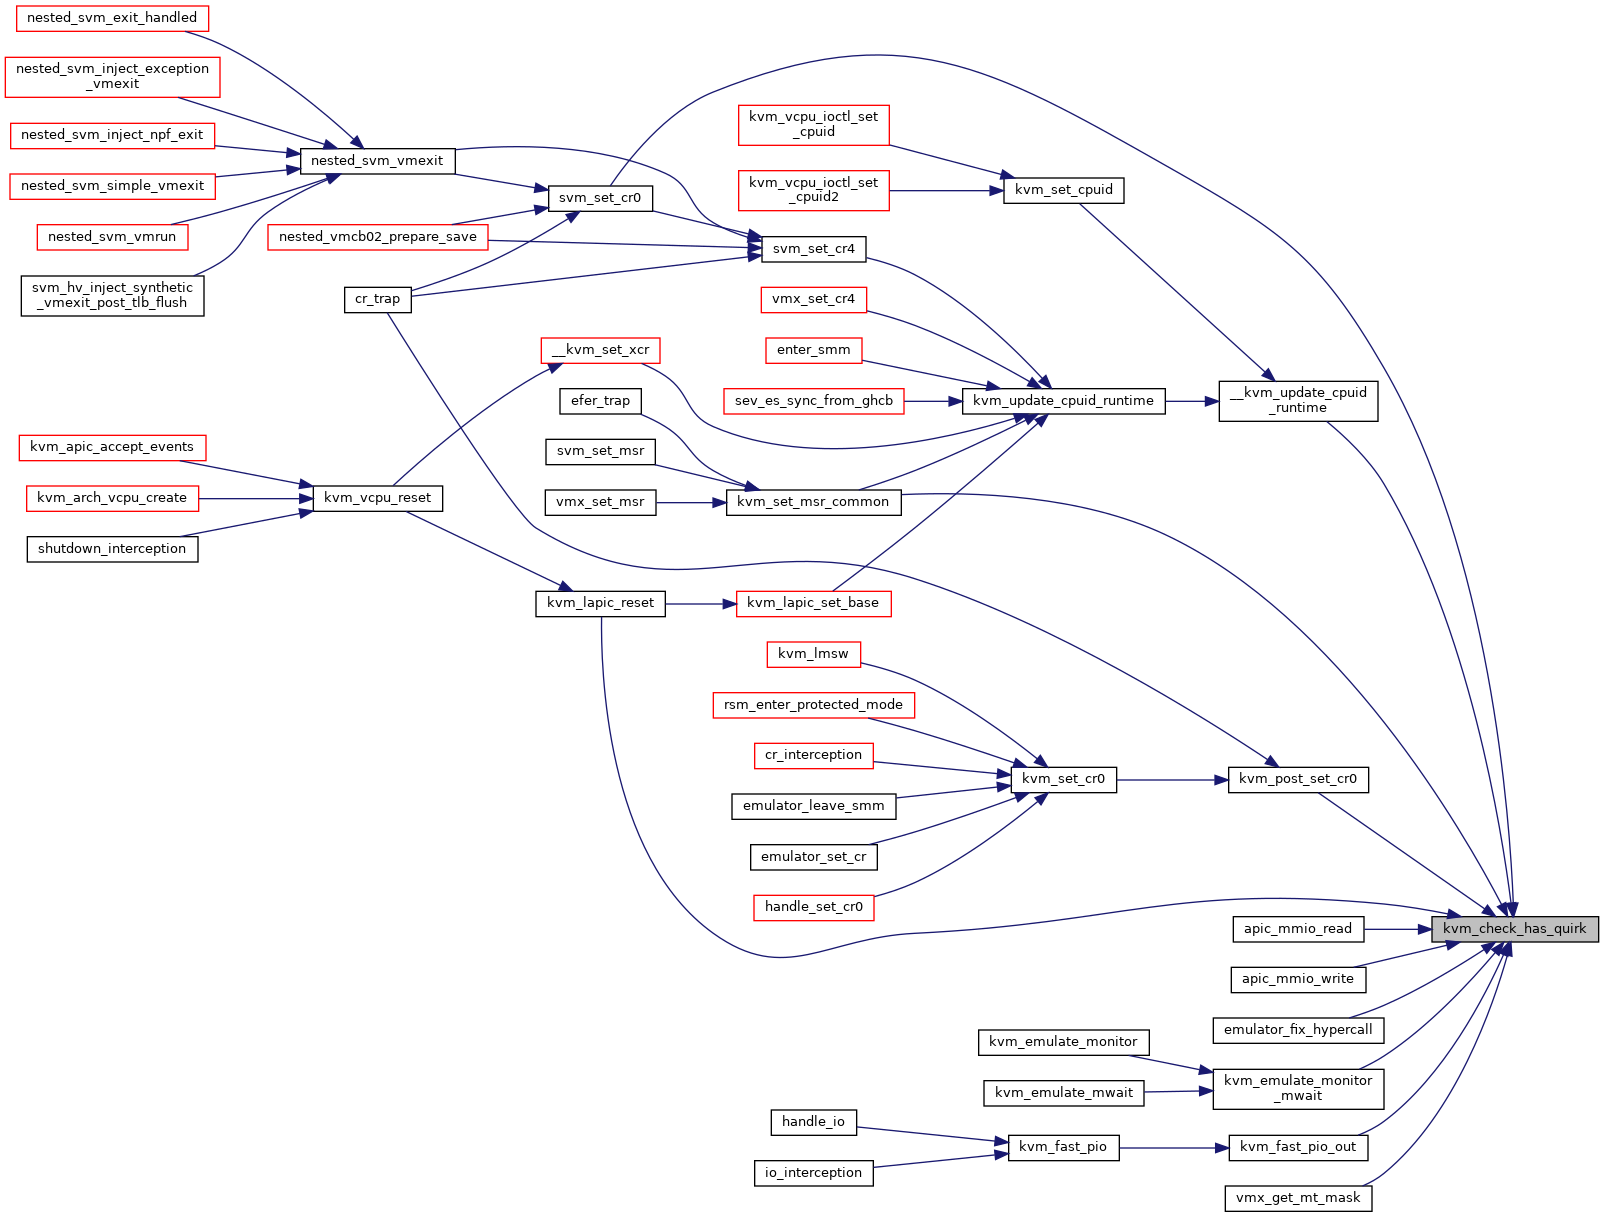 nested_svm_exit_handled
nested_svm_inject_exception
_vmexit
nested_svm_inject_npf_exit
nested_svm_simple_vmexit
nested_svm_vmrun
svm_hv_inject_synthetic
_vmexit_post_tlb_flush
nested_svm_vmexit
svm_set_cr0
nested_vmcb02_prepare_save
cr_trap
kvm_vcpu_ioctl_set
_cpuid
kvm_vcpu_ioctl_set
_cpuid2
kvm_set_cpuid
svm_set_cr4
vmx_set_cr4
enter_smm
__kvm_set_xcr
efer_trap
sev_es_sync_from_ghcb
kvm_update_cpuid_runtime
__kvm_update_cpuid
_runtime
svm_set_msr
vmx_set_msr
kvm_set_msr_common
kvm_apic_accept_events
kvm_arch_vcpu_create
shutdown_interception
kvm_vcpu_reset
kvm_lapic_reset
kvm_lapic_set_base
kvm_lmsw
rsm_enter_protected_mode
cr_interception
emulator_leave_smm
emulator_set_cr
handle_set_cr0
kvm_set_cr0
kvm_post_set_cr0
kvm_check_has_quirk
apic_mmio_read
apic_mmio_write
emulator_fix_hypercall
kvm_emulate_monitor
kvm_emulate_mwait
kvm_emulate_monitor
_mwait
handle_io
io_interception
kvm_fast_pio
kvm_fast_pio_out
vmx_get_mt_mask